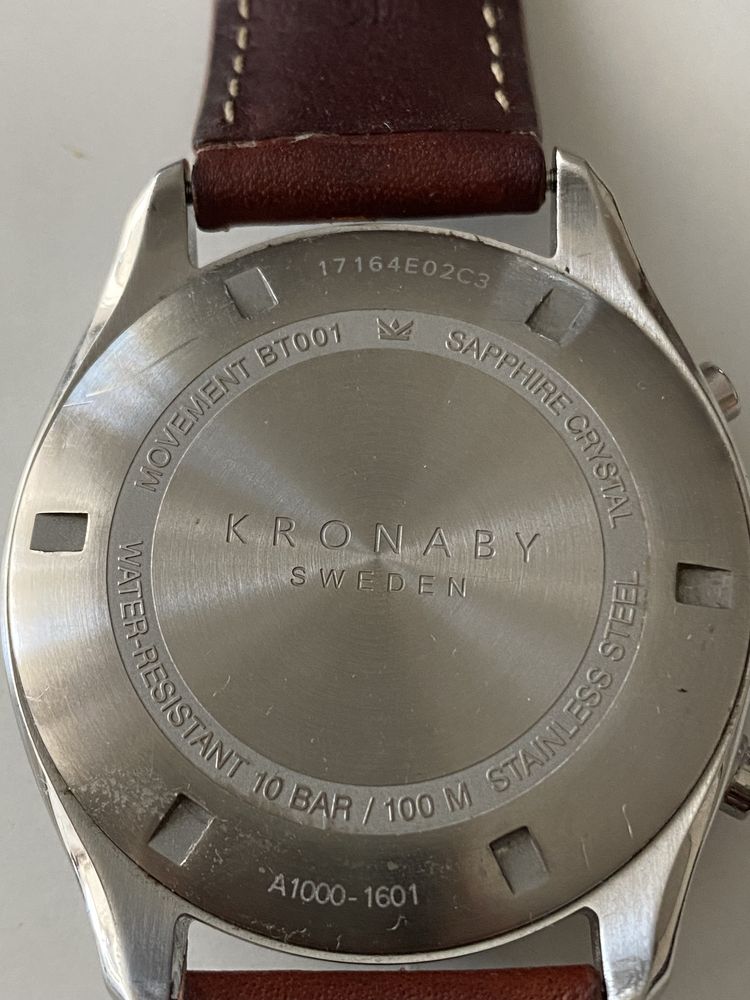 17164E02C3
MOVEMENT BT001
SAPPHIRE CRYSTAL
KRONABY
SWEDEN
WATER-RESISTANT 10 BAR / 100 M
STAINLESS STEEL
A1000-1601